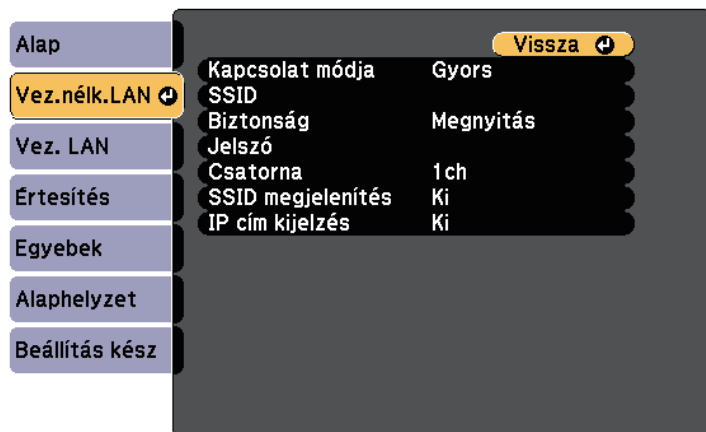 Alap
Vez.nélk.LAN
Vez. LAN
Értesítés
Egyebek
Alaphelyzet
Beállítás kész
Vissza
Kapcsolat módja Gyors
SSID
Biztonság Megnyitás
Jelszó
Csatorna 1ch
SSID megjelenítés Ki
IP cím kijelzés Ki